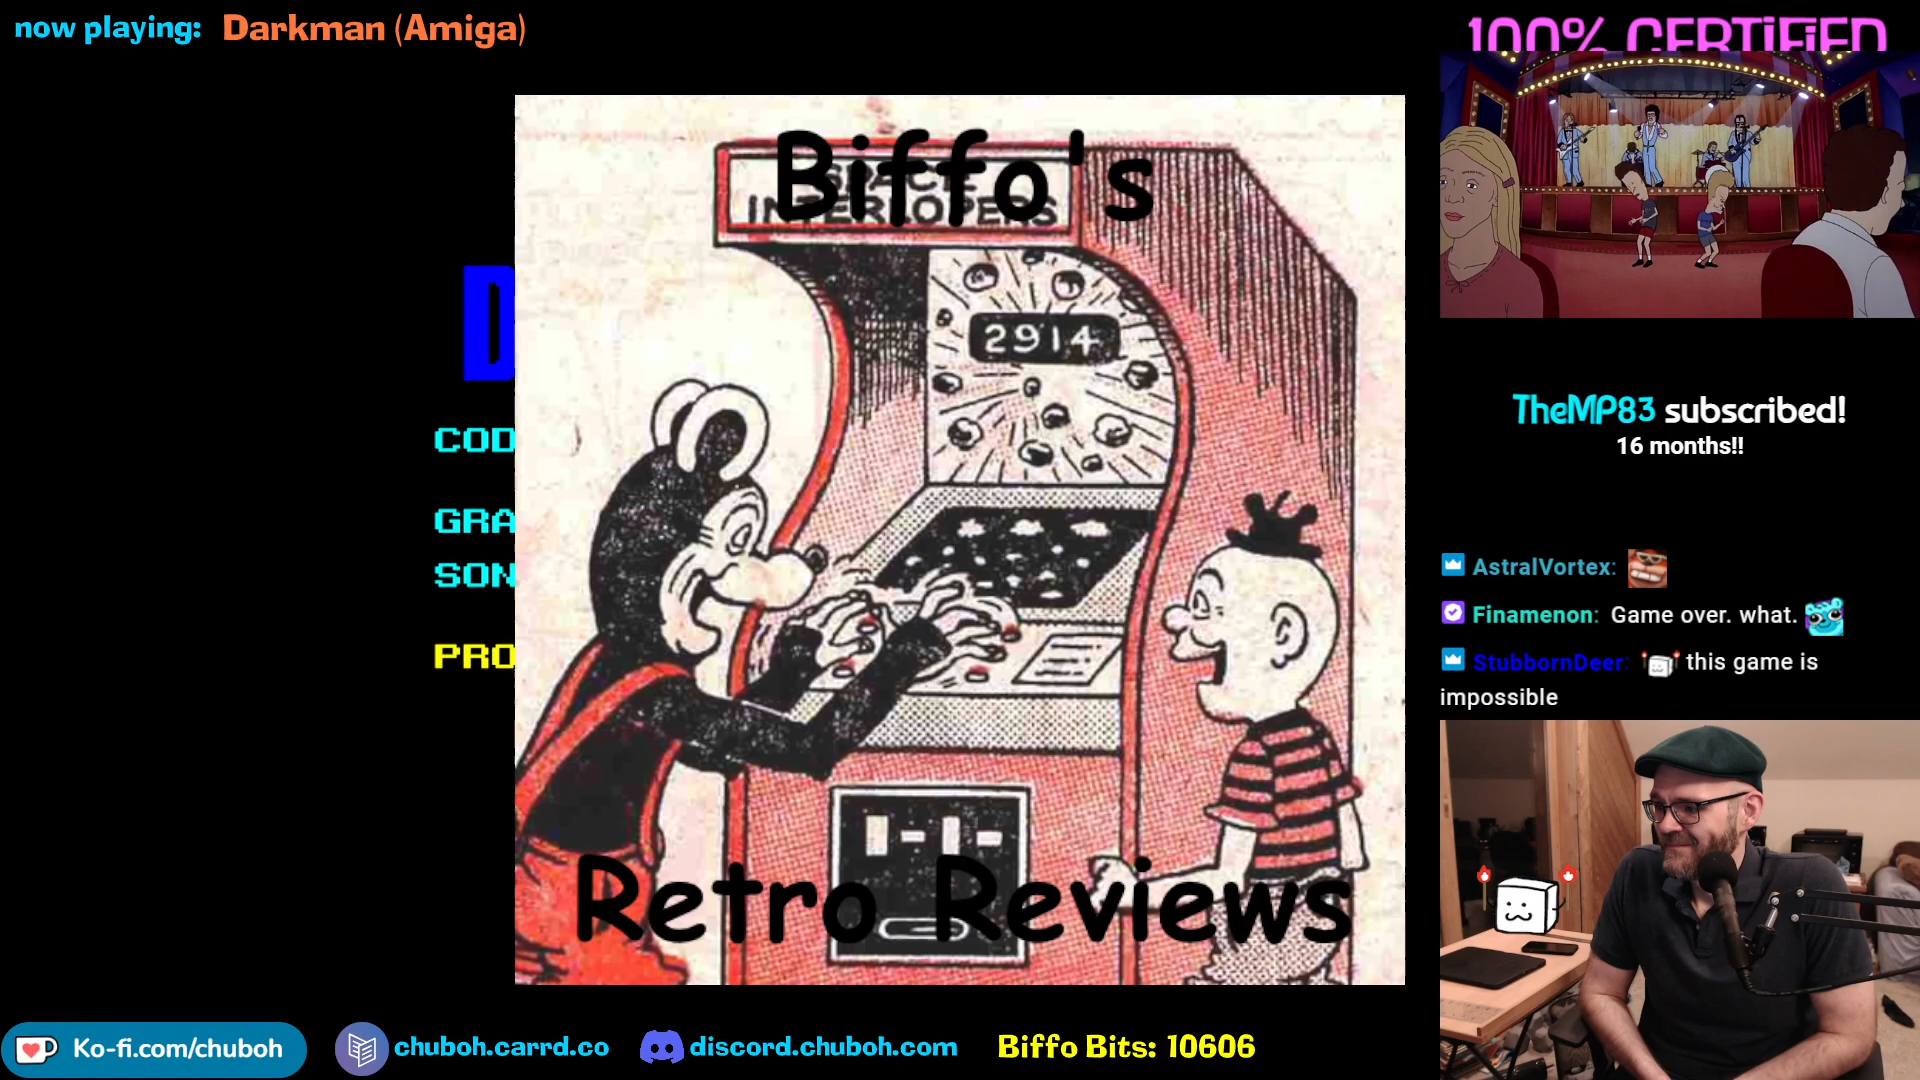 now playing: Darkman (Amiga)
100% CERTIFIED
Biffo's
SPACE
INTERLOPERS
2914
D
COD
GRA
SON
PRO
Retro Reviews
TheMP83 subscribed!
16 months!!
AstralVortex:
Finamenon: Game over. what.
StubbornDeer: this game is
impossible
Ko-fi.com/chuboh
chuboh.carrd.co
discord.chuboh.com
Biffo Bits: 10606